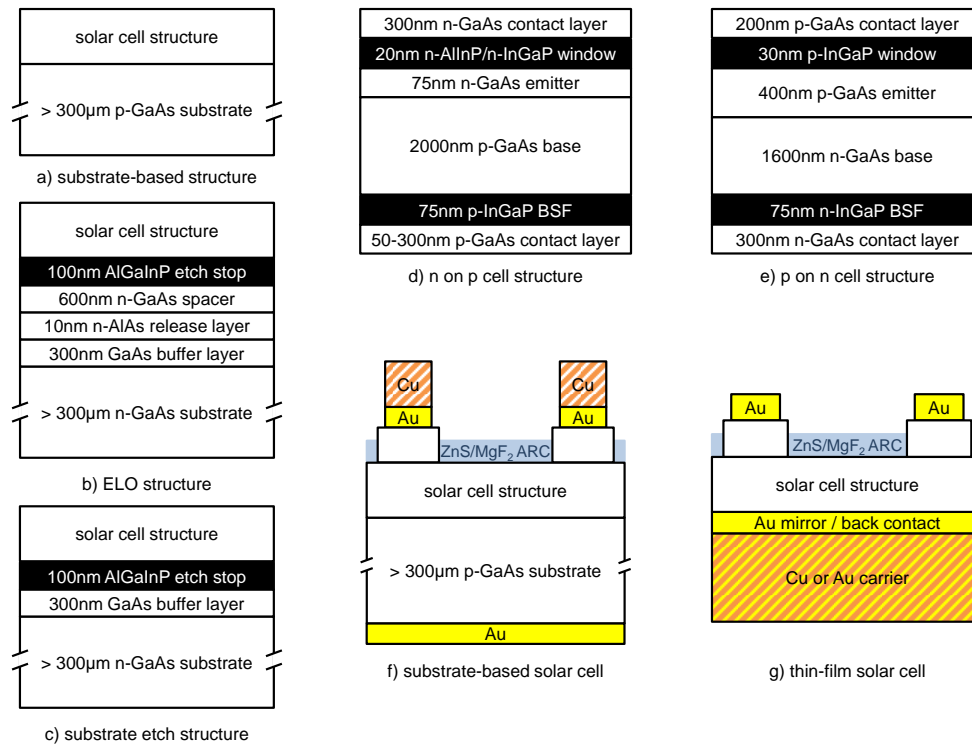 solar cell structure
> 300µm p-GaAs substrate
a) substrate-based structure
solar cell structure
100nm AlGaInP etch stop
600nm n-GaAs spacer
10nm n-AlAs release layer
300nm GaAs buffer layer
> 300µm n-GaAs substrate
b) ELO structure
solar cell structure
100nm AlGaInP etch stop
300nm GaAs buffer layer
> 300µm n-GaAs substrate
c) substrate etch structure
300nm n-GaAs contact layer
20nm n-AlInP/n-InGaP window
75nm n-GaAs emitter
2000nm p-GaAs base
75nm p-InGaP BSF
50-300nm p-GaAs contact layer
d) n on p cell structure
200nm p-GaAs contact layer
30nm p-InGaP window
400nm p-GaAs emitter
1600nm n-GaAs base
75nm n-InGaP BSF
300nm n-GaAs contact layer
e) p on n cell structure
Cu Cu
Au Au
ZnS/MgF₂ ARC
solar cell structure
> 300µm p-GaAs substrate
Au
f) substrate-based solar cell
Au Au
ZnS/MgF₂ ARC
solar cell structure
Au mirror / back contact
Cu or Au carrier
g) thin-film solar cell